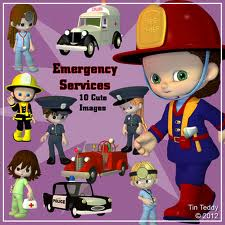 Emergency
Services
10 Cute
Images
POLICE
Tin Teddy
© 2012